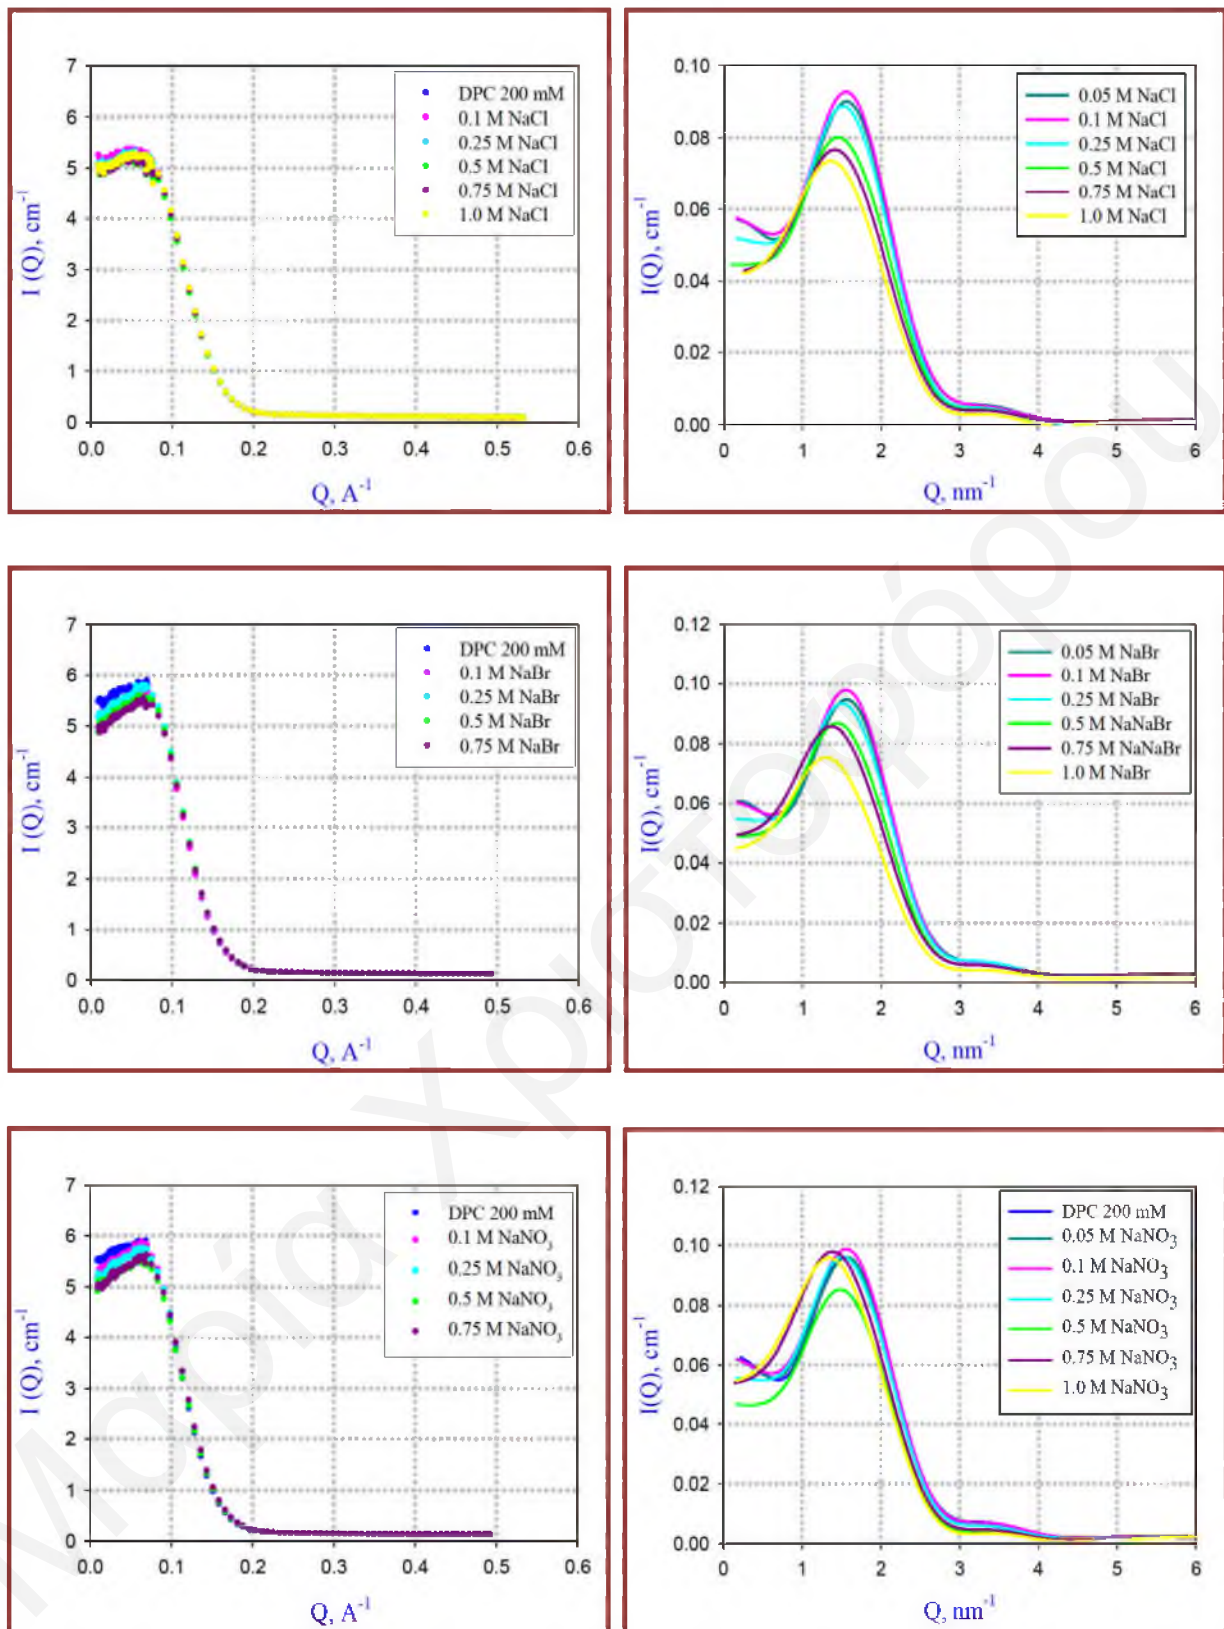 7
6
5
4
3
2
1
0
I (Q), cm-1
DPC 200 mM
0.1 M NaCl
0.25 M NaCl
0.5 M NaCl
0.75 M NaCl
1.0 M NaCl
0.0 0.1 0.2 0.3 0.4 0.5 0.6
Q, A-1
0.10
0.08
0.06
0.04
0.02
0.00
I(Q), cm-1
0.05 M NaCl
0.1 M NaCl
0.25 M NaCl
0.5 M NaCl
0.75 M NaCl
1.0 M NaCl
0 1 2 3 4 5 6
Q, nm-1
7
6
5
4
3
2
1
0
I (Q), cm-1
DPC 200 mM
0.1 M NaBr
0.25 M NaBr
0.5 M NaBr
0.75 M NaBr
0.0 0.1 0.2 0.3 0.4 0.5 0.6
Q, A-1
0.12
0.10
0.08
0.06
0.04
0.02
0.00
I(Q), cm-1
0.05 M NaBr
0.1 M NaBr
0.25 M NaBr
0.5 M NaNaBr
0.75 M NaNaBr
1.0 M NaBr
0 1 2 3 4 5 6
Q, nm-1
7
6
5
4
3
2
1
0
I (Q), cm-1
DPC 200 mM
0.1 M NaNO3
0.25 M NaNO3
0.5 M NaNO3
0.75 M NaNO3
0.0 0.1 0.2 0.3 0.4 0.5 0.6
Q, A-1
0.12
0.10
0.08
0.06
0.04
0.02
0.00
I(Q), cm-1
DPC 200 mM
0.05 M NaNO3
0.1 M NaNO3
0.25 M NaNO3
0.5 M NaNO3
0.75 M NaNO3
1.0 M NaNO3
0 1 2 3 4 5 6
Q, nm-1
Μαρία Χριστοφόρου